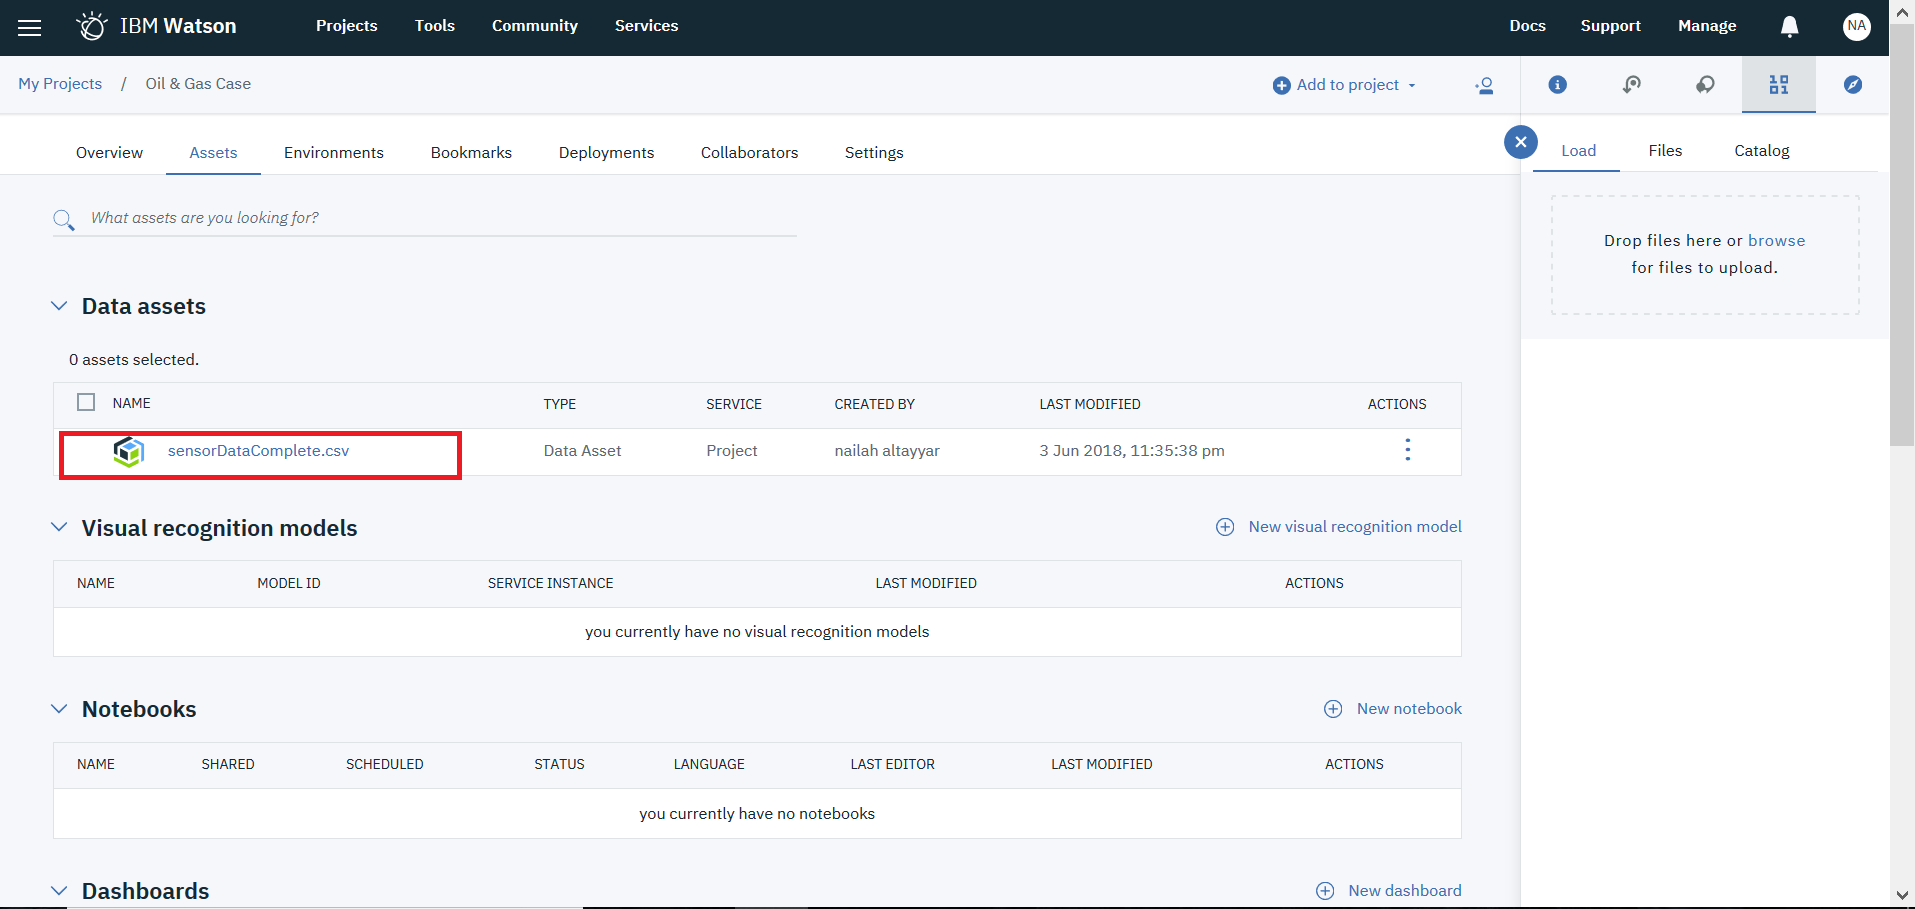 IBM Watson Projects Tools Community Services Docs Support Manage NA
My Projects / Oil & Gas Case Add to project
Overview Assets Environments Bookmarks Deployments Collaborators Settings
Load Files Catalog
What assets are you looking for?
Drop files here or browse
for files to upload.
Data assets
0 assets selected.
NAME TYPE SERVICE CREATED BY LAST MODIFIED ACTIONS
sensorDataComplete.csv Data Asset Project nailah altayyar 3 Jun 2018, 11:35:38 pm
Visual recognition models New visual recognition model
NAME MODEL ID SERVICE INSTANCE LAST MODIFIED ACTIONS
you currently have no visual recognition models
Notebooks New notebook
NAME SHARED SCHEDULED STATUS LANGUAGE LAST EDITOR LAST MODIFIED ACTIONS
you currently have no notebooks
Dashboards New dashboard